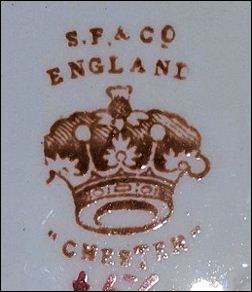 S.F. & CO
ENGLAND
"CHESTER"